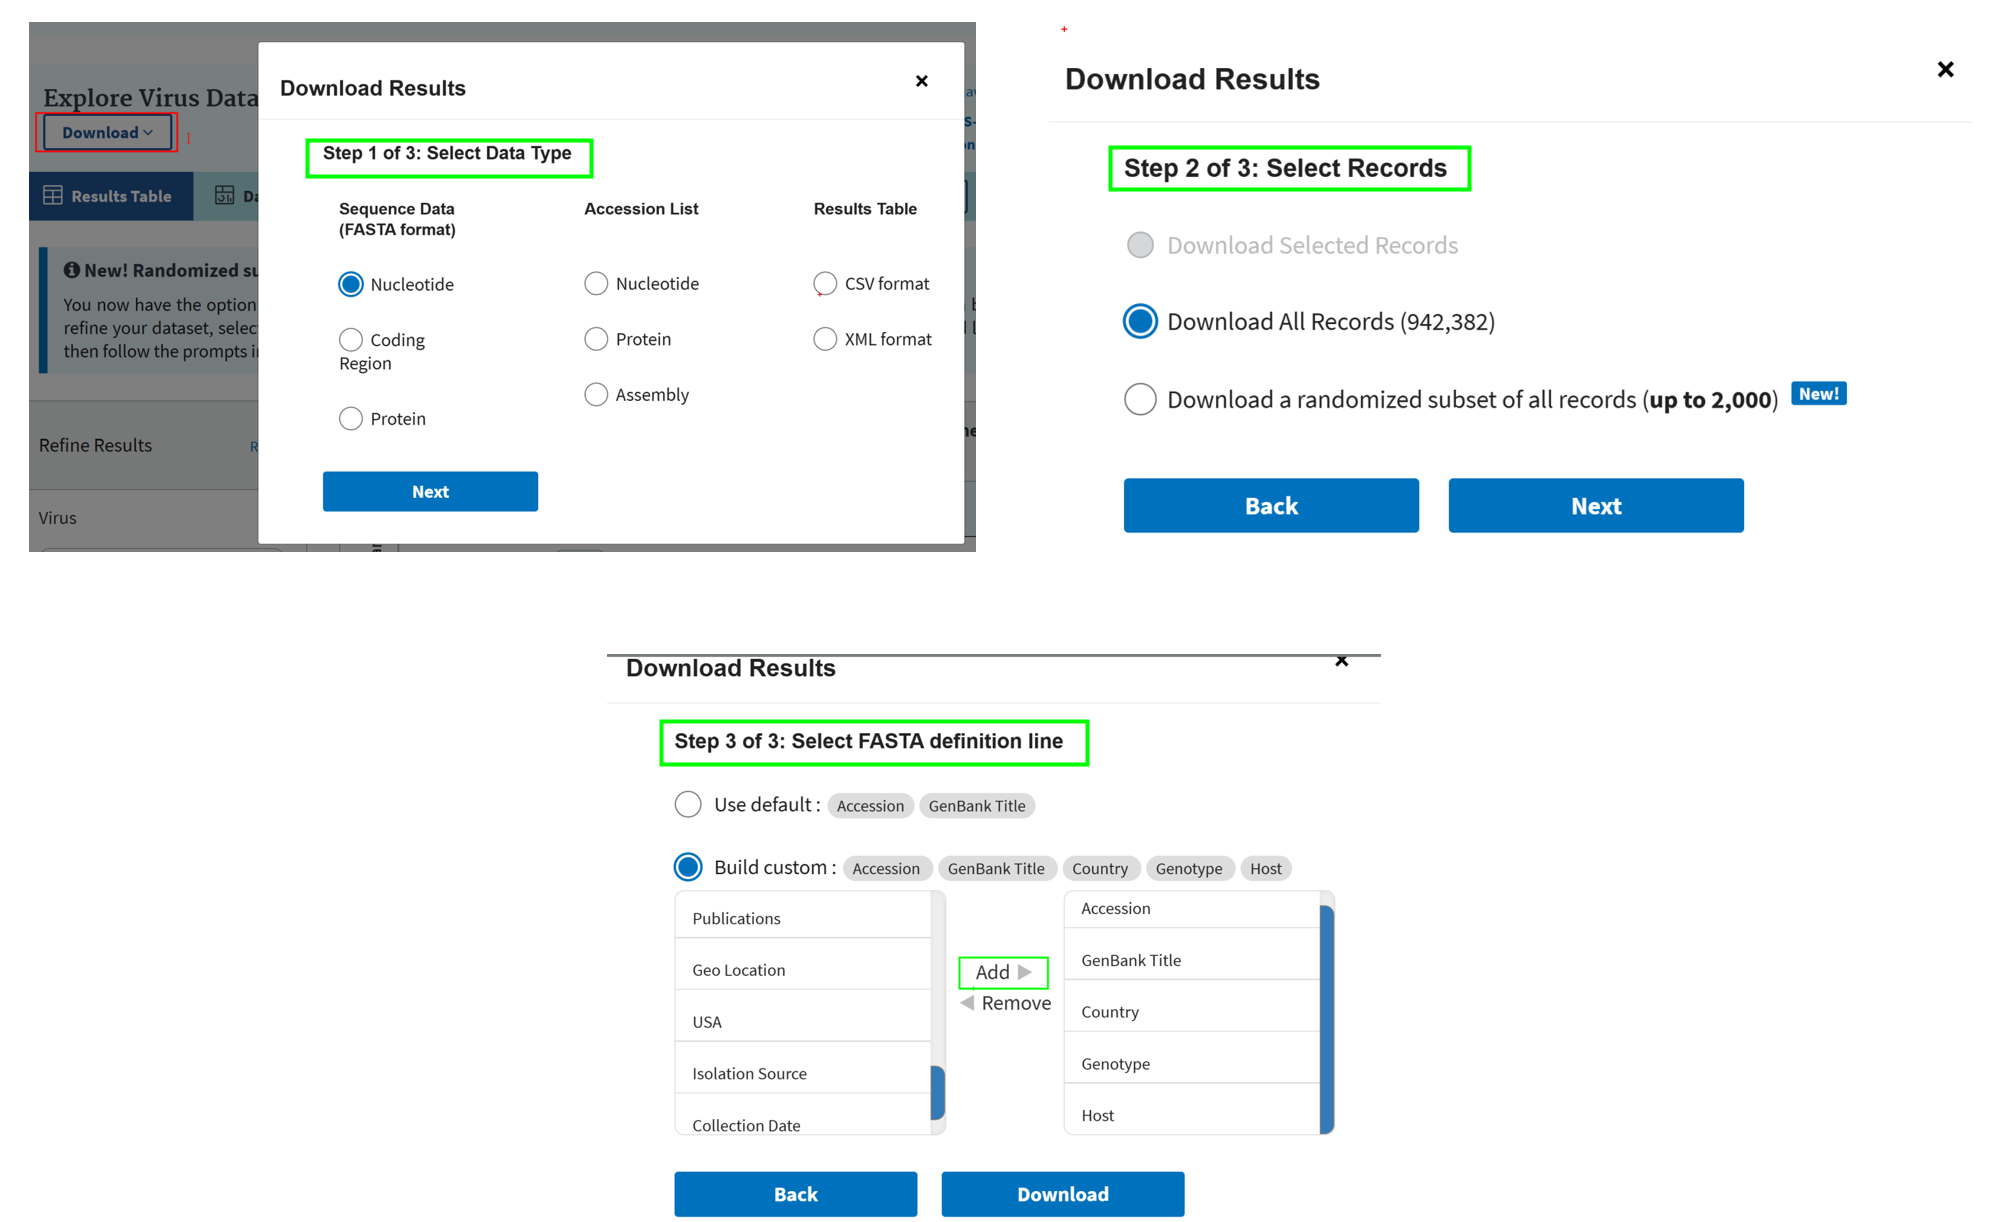 Explore Virus Data
Download
1
Results Table
New! Randomized su
You now have the option
refine your dataset, selec
then follow the prompts i
Refine Results
Virus
Download Results
×
Step 1 of 3: Select Data Type
Sequence Data
(FASTA format)
Accession List
Results Table
Nucleotide
Nucleotide
CSV format
Coding
Region
Protein
XML format
Protein
Assembly
Next
Download Results
×
Step 2 of 3: Select Records
Download Selected Records
Download All Records (942,382)
Download a randomized subset of all records (up to 2,000) New!
Back
Next
Download Results
×
Step 3 of 3: Select FASTA definition line
Use default : Accession GenBank Title
Build custom : Accession GenBank Title Country Genotype Host
Publications
Geo Location
USA
Isolation Source
Collection Date
Add
Remove
Accession
GenBank Title
Country
Genotype
Host
Back
Download